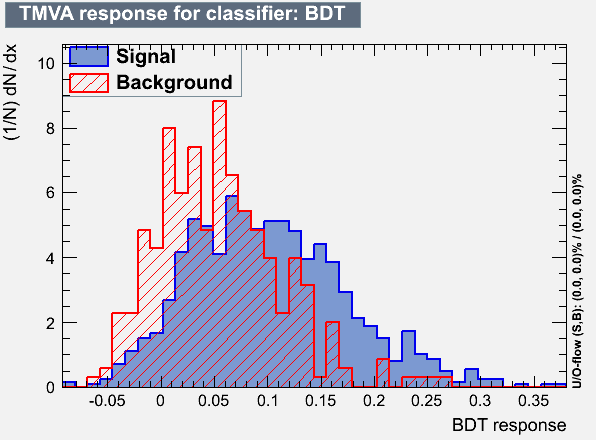 TMVA response for classifier: BDT
(1/N) dN / dx
Signal
Background
10
8
6
4
2
0
-0.05 0 0.05 0.1 0.15 0.2 0.25 0.3 0.35
BDT response
U/O-flow (S,B): (0.0, 0.0)% / (0.0, 0.0)%